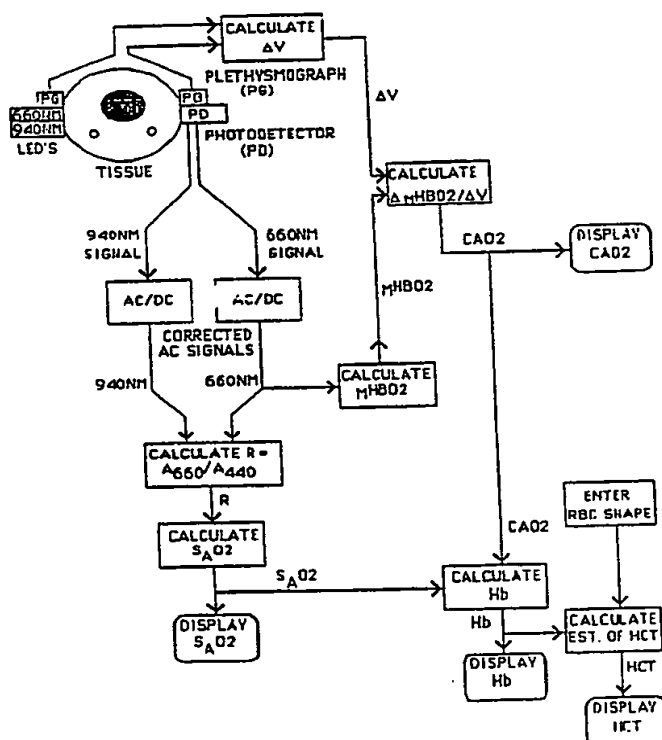 CALCULATE
ΔV
PLETHYSMOGRAPH
(PG)
PG
660NM
940NM
LED'S
TISSUE
PG
PD
PHOTODETECTOR
(PD)
ΔV
CALCULATE
ΔMHBO2/ΔV
CAO2
DISPLAY
CAO2
940NM
SIGNAL
660NM
SIGNAL
AC/DC
AC/DC
CORRECTED
AC SIGNALS
940NM
660NM
MHBO2
CALCULATE
MHBO2
CALCULATE R=
A660/A440
R
CALCULATE
SAO2
SAO2
DISPLAY
SAO2
CAO2
CALCULATE
Hb
Hb
DISPLAY
Hb
ENTER
RBC SHAPE
CALCULATE
EST. OF HCT
HCT
DISPLAY
HCT